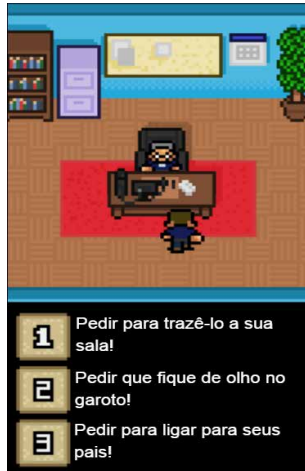 1
Pedir para trazê-lo a sua
sala!
2
Pedir que fique de olho no
garoto!
3
Pedir para ligar para seus
pais!